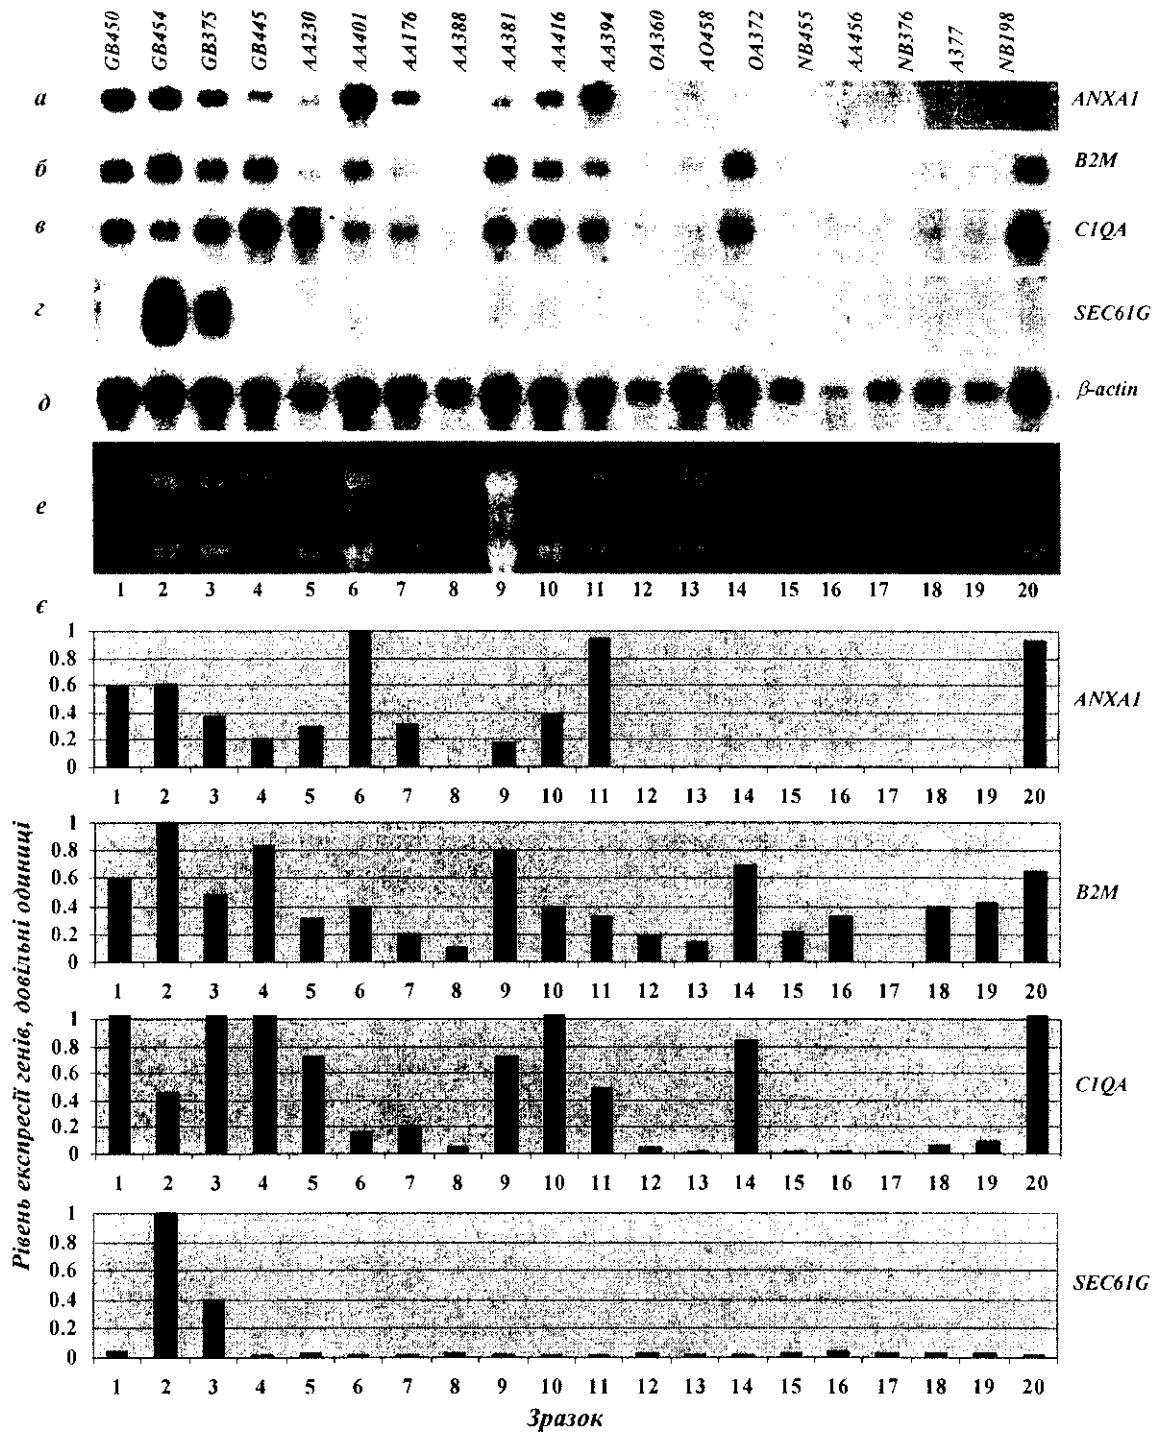 GB450 GB454 GB375 GB445 AA230 AA401 AA176 AA388 AA381 AA416 AA394 OA360 AO458 OA372 NB455 AA456 NB376 A377 NB198
а ANXA1
б B2M
в C1QA
г SEC61G
д β-actin
е
1 2 3 4 5 6 7 8 9 10 11 12 13 14 15 16 17 18 19 20
є
1
0.8
0.6
0.4
0.2
0
ANXA1
1 2 3 4 5 6 7 8 9 10 11 12 13 14 15 16 17 18 19 20
1
0.8
0.6
0.4
0.2
0
B2M
1 2 3 4 5 6 7 8 9 10 11 12 13 14 15 16 17 18 19 20
1
0.8
0.6
0.4
0.2
0
C1QA
1 2 3 4 5 6 7 8 9 10 11 12 13 14 15 16 17 18 19 20
1
0.8
0.6
0.4
0.2
0
SEC61G
1 2 3 4 5 6 7 8 9 10 11 12 13 14 15 16 17 18 19 20
Рівень експресії генів, довільні одиниці
Зразок